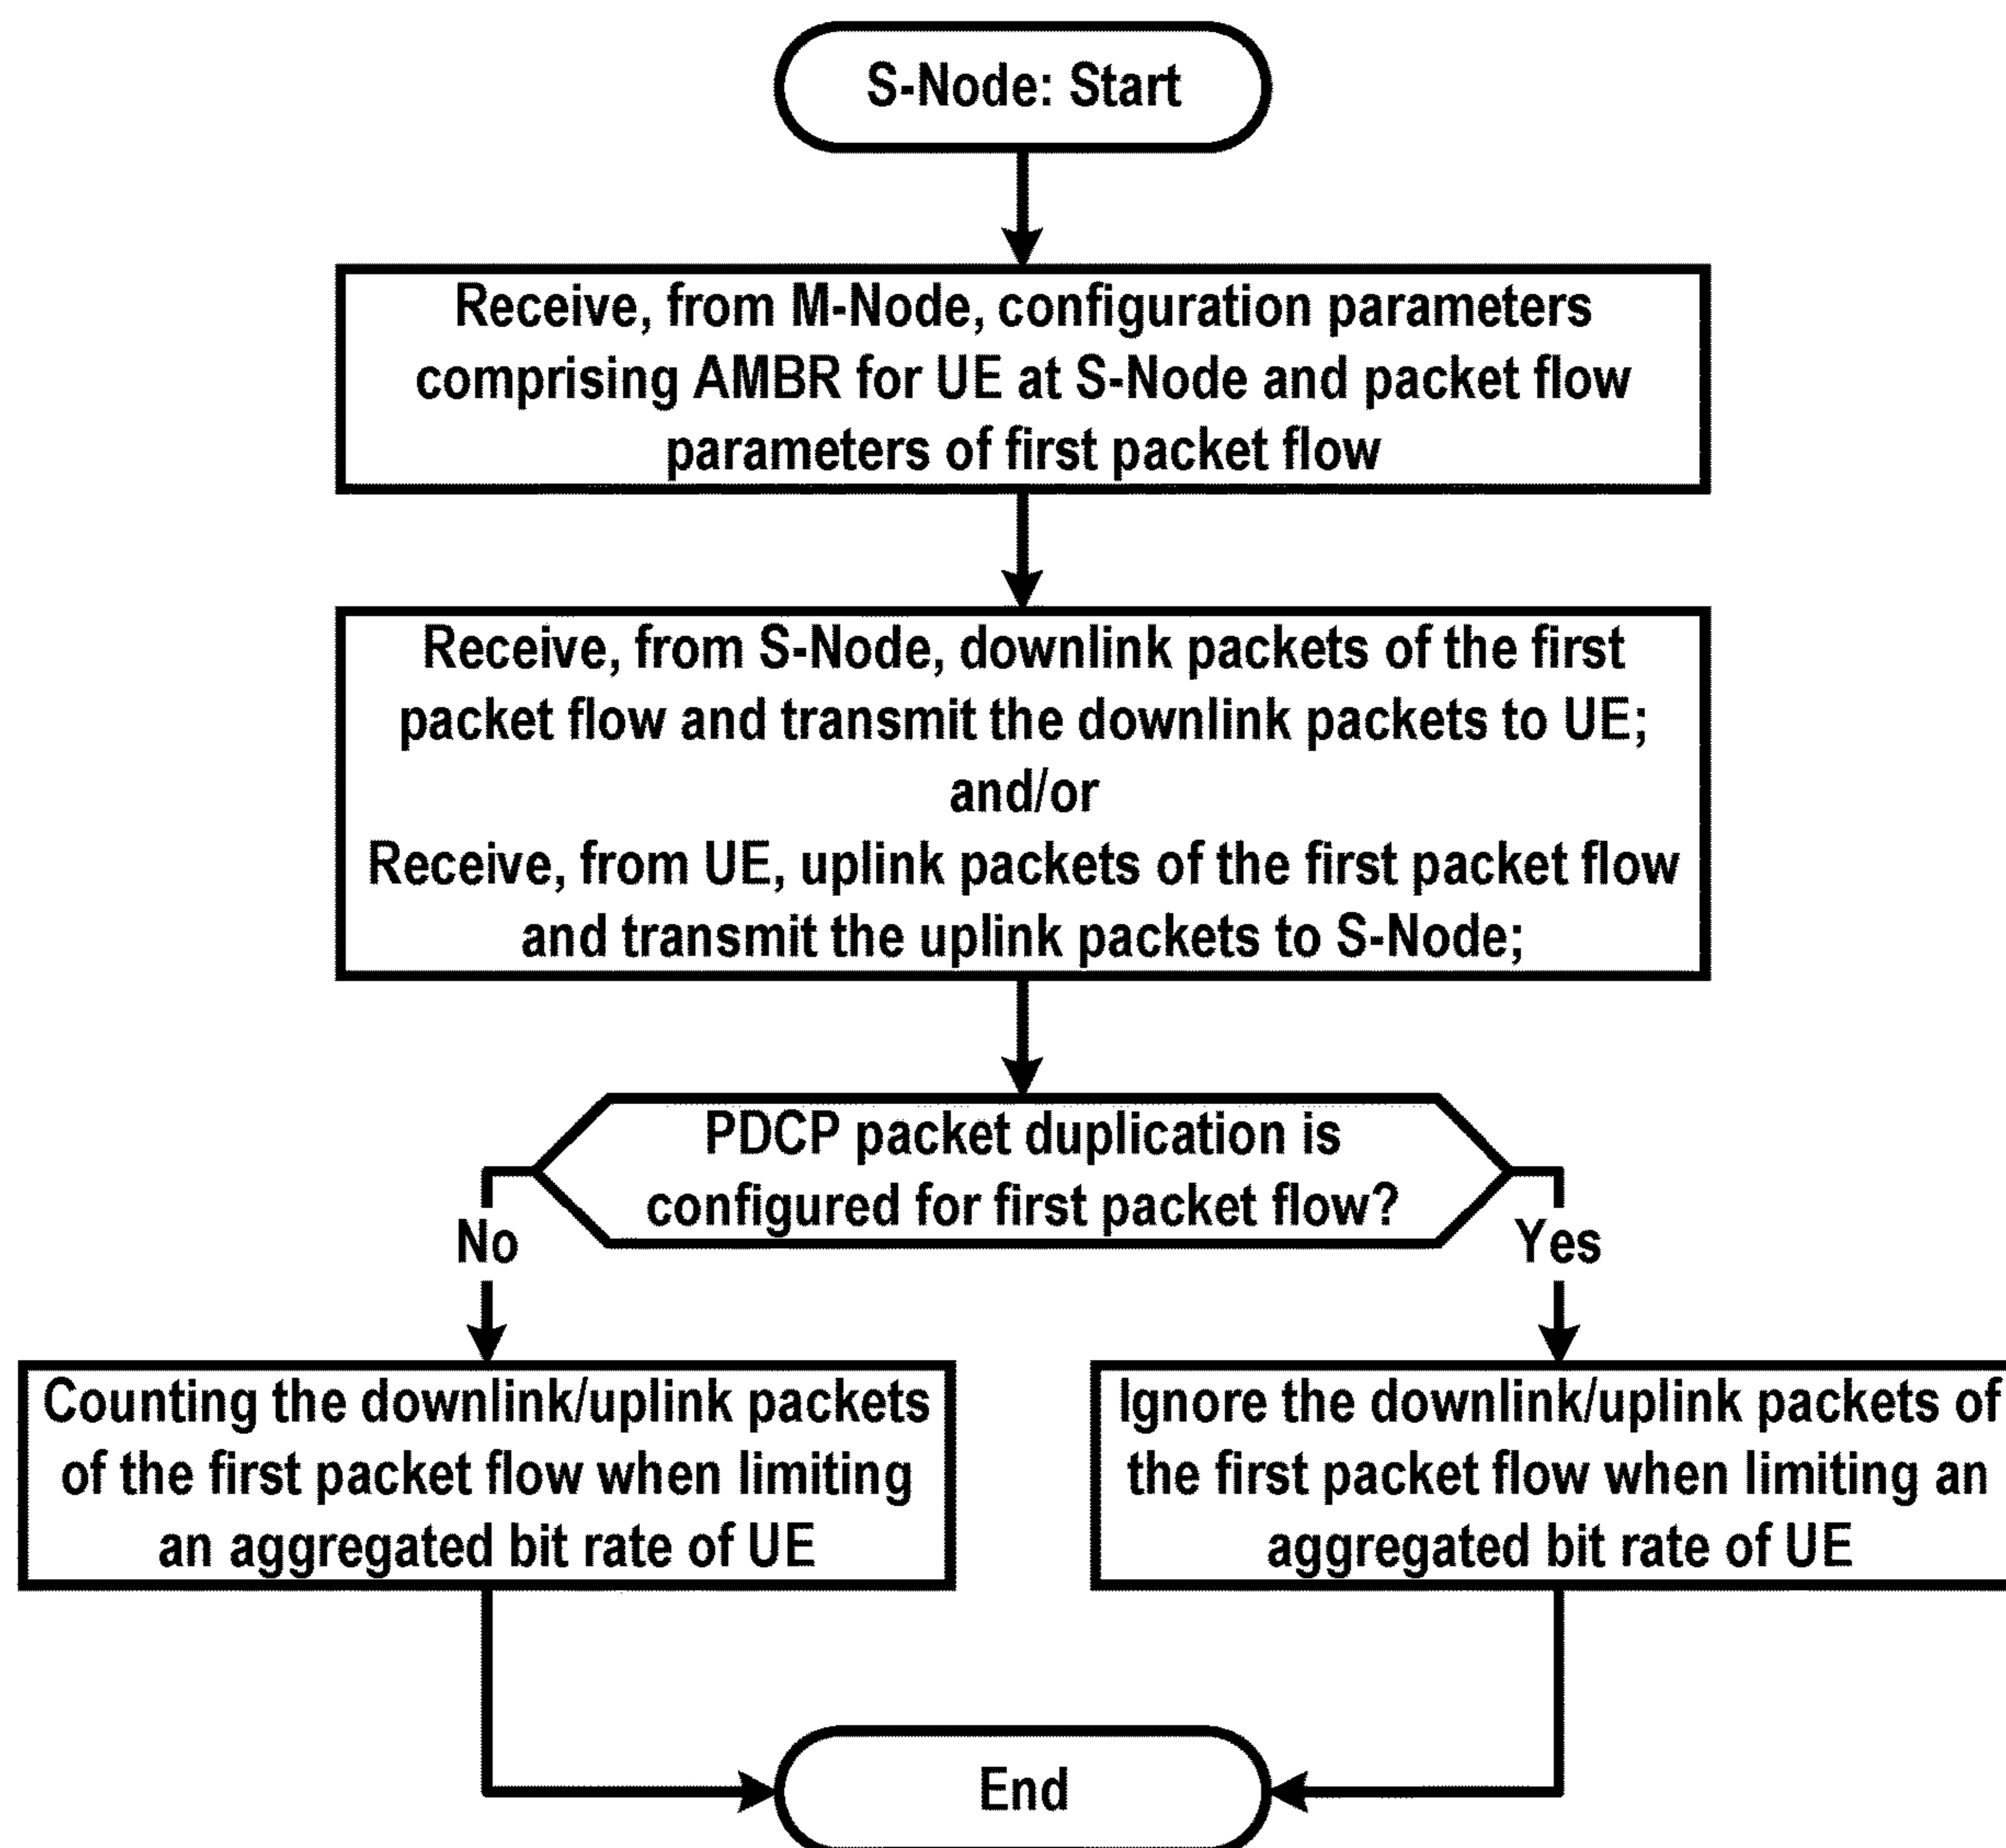 S-Node: Start
Receive, from M-Node, configuration parameters
comprising AMBR for UE at S-Node and packet flow
parameters of first packet flow
Receive, from S-Node, downlink packets of the first
packet flow and transmit the downlink packets to UE;
and/or
Receive, from UE, uplink packets of the first packet flow
and transmit the uplink packets to S-Node;
PDCP packet duplication is
configured for first packet flow?
No
Yes
Counting the downlink/uplink packets
of the first packet flow when limiting
an aggregated bit rate of UE
Ignore the downlink/uplink packets of
the first packet flow when limiting an
aggregated bit rate of UE
End